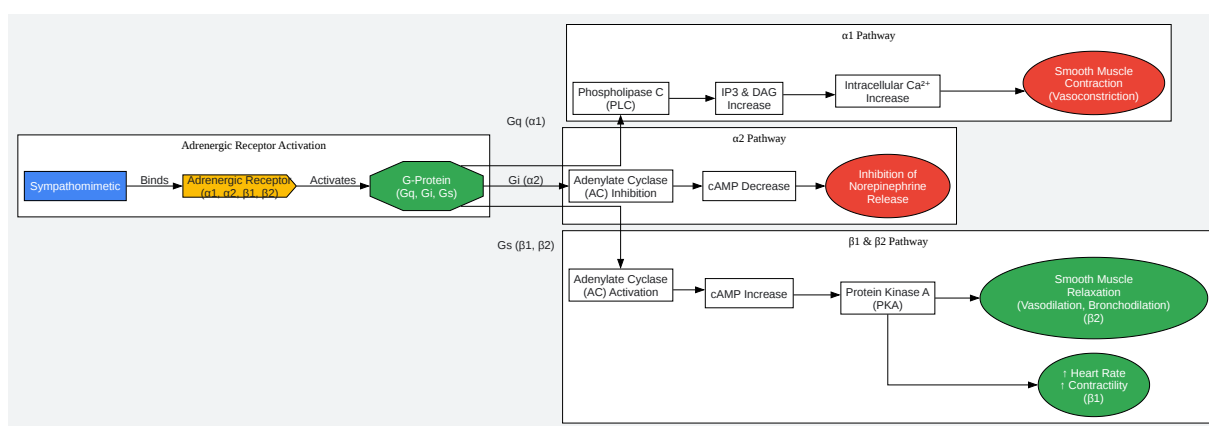 α1 Pathway
Phospholipase C
(PLC)
IP3 & DAG
Increase
Intracellular Ca²⁺
Increase
Smooth Muscle
Contraction
(Vasoconstriction)
Gq (α1)
Adrenergic Receptor Activation
Sympathomimetic
Binds
Adrenergic Receptor
(α1, α2, β1, β2)
Activates
G-Protein
(Gq, Gi, Gs)
Gi (α2)
α2 Pathway
Adenylate Cyclase
(AC) Inhibition
cAMP Decrease
Inhibition of
Norepinephrine
Release
Gs (β1, β2)
β1 & β2 Pathway
Adenylate Cyclase
(AC) Activation
cAMP Increase
Protein Kinase A
(PKA)
Smooth Muscle
Relaxation
(Vasodilation, Bronchodilation)
(β2)
↑ Heart Rate
↑ Contractility
(β1)